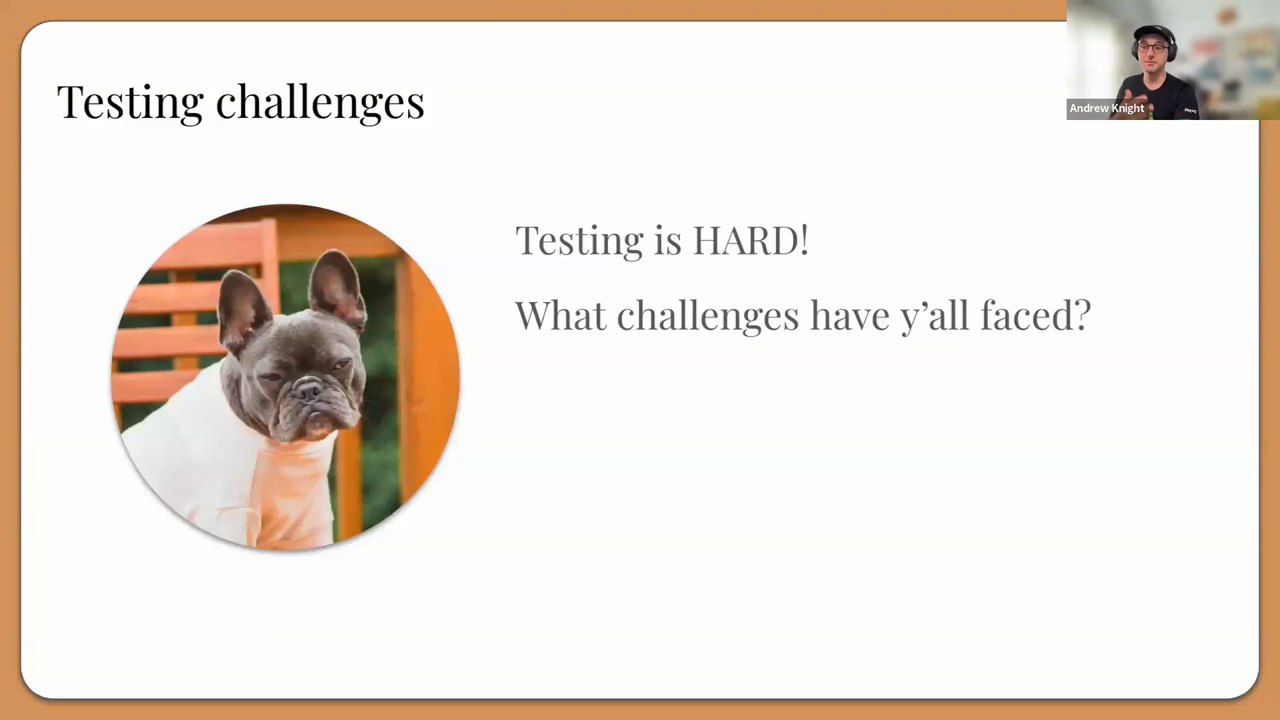 Testing challenges
Andrew Knight
Testing is HARD!
What challenges have y’all faced?